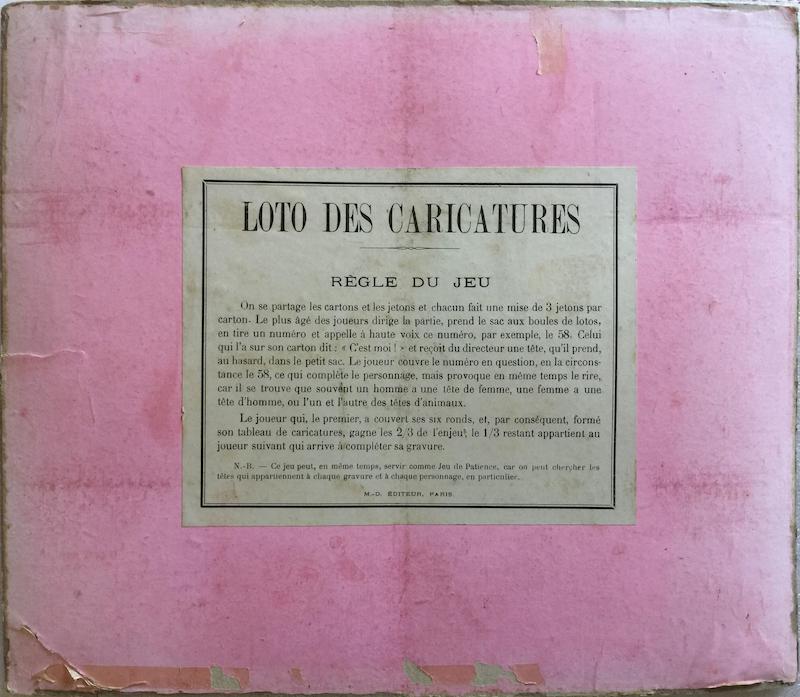 LOTO DES CARICATURES
RÈGLE DU JEU
On se partage les cartons et les jetons et chacun fait une mise de 3 jetons par
carton. Le plus âgé des joueurs dirige la partie, prend le sac aux boules de lotos,
en tire un numéro et appelle à haute voix ce numéro, par exemple, le 58. Celui
qui l'a sur son carton dit : « C'est moi ! » et reçoit du directeur une tête, qu'il prend,
au hasard, dans le petit sac. Le joueur couvre le numéro en question, en la circons-
tance le 58, ce qui complète le personnage, mais provoque en même temps le rire,
car il se trouve que souvent un homme a une tête de femme, une femme a une
tête d'homme, ou l'un et l'autre des têtes d'animaux.
Le joueur qui, le premier, a couvert ses six ronds, et, par conséquent, formé
son tableau de caricatures, gagne les 2/3 de l'enjeu; le 1/3 restant appartient au
joueur suivant qui arrive à compléter sa gravure.
N.-B. — Ce jeu peut, en même temps, servir comme Jeu de Patience, car on peut chercher les
têtes qui appartiennent à chaque gravure et à chaque personnage, en particulier.
M.-D. ÉDITEUR, PARIS